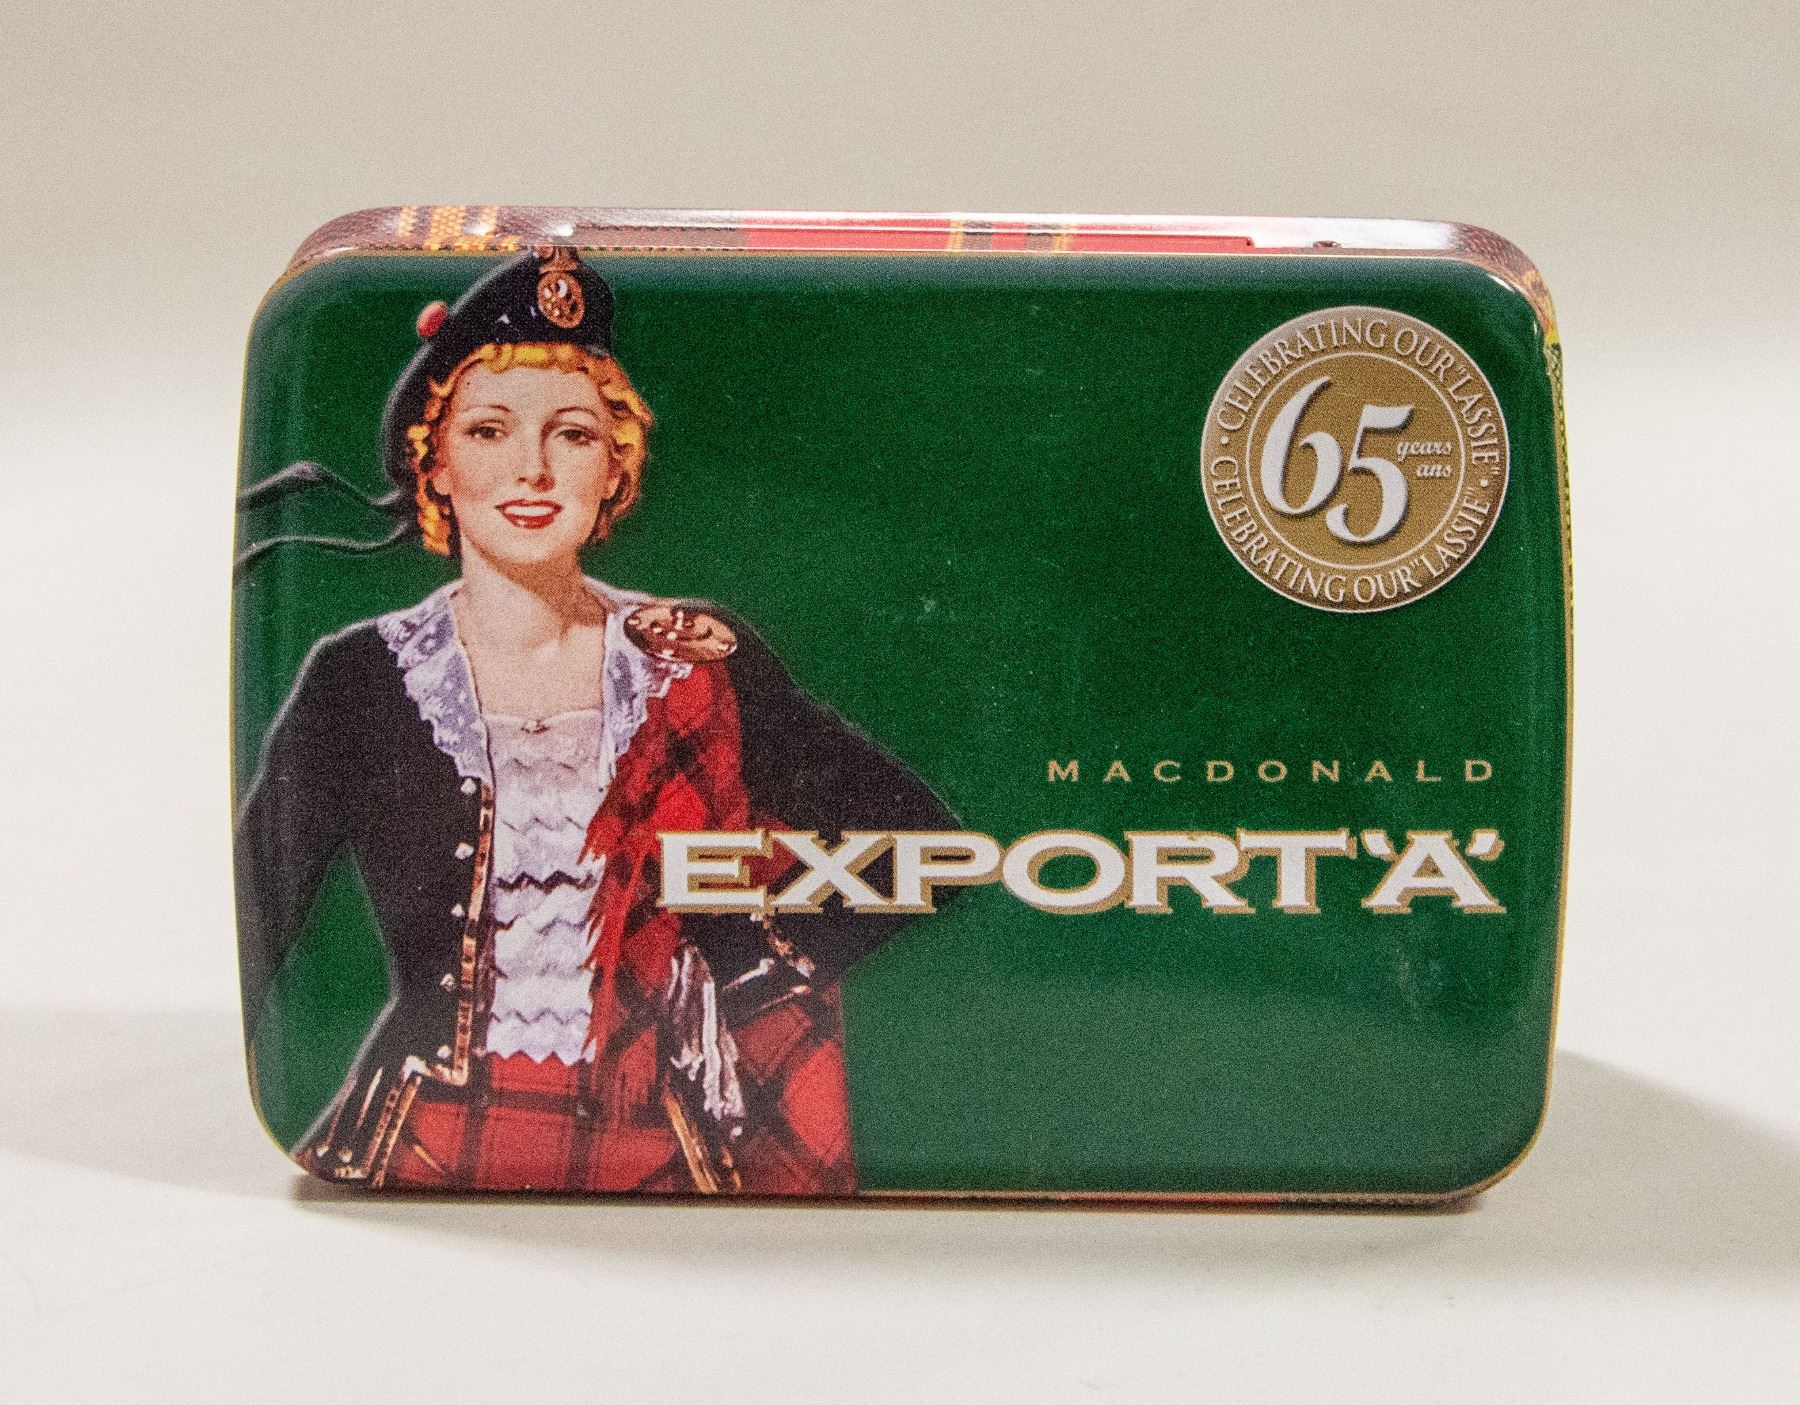 CELEBRATING OUR "LASSIE"
65
years
ans
CELEBRATING OUR "LASSIE"
MACDONALD
EXPORT 'A'